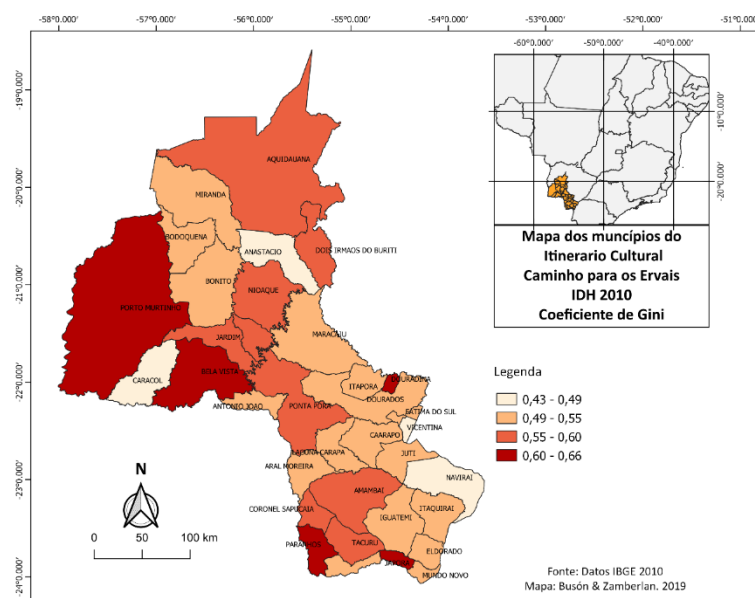 -58°0.000' -57°0.000' -56°0.000' -55°0.000' -54°0.000' -53°0.000' -52°0.000' -51°0.000'
-60°0.000' -50°0.000' -40°0.000'
-19°0.000'
-20°0.000'
-21°0.000'
-22°0.000'
-23°0.000'
-24°0.000'
-10°0.000'
-20°0.000'
AQUIDAUANA
MIRANDA
BODOQUENA
ANASTACIO
DOIS IRMAOS DO BURITI
BONITO
NIOAQUE
PORTO MURTINHO
MARACAJU
JARDIM
CARACOL
BELA VISTA
ITAPORA
DOURADINA
ANTONIO JOAO
PONTA PORA
DOURADOS
FATIMA DO SUL
VICENTINA
CAARAPO
LAGUNA CARAPA
JUTI
ARAL MOREIRA
NAVIRAI
AMAMBAI
ITAQUIRAI
CORONEL SAPUCAIA
IGUATEMI
PARANHOS
TACURU
ELDORADO
JAPORA
MUNDO NOVO
Mapa dos muncípios do
Itinerario Cultural
Caminho para os Ervais
IDH 2010
Coeficiente de Gini
Legenda
0,43 - 0,49
0,49 - 0,55
0,55 - 0,60
0,60 - 0,66
N
0 50 100 km
Fonte: Datos IBGE 2010
Mapa: Busón & Zamberlan. 2019